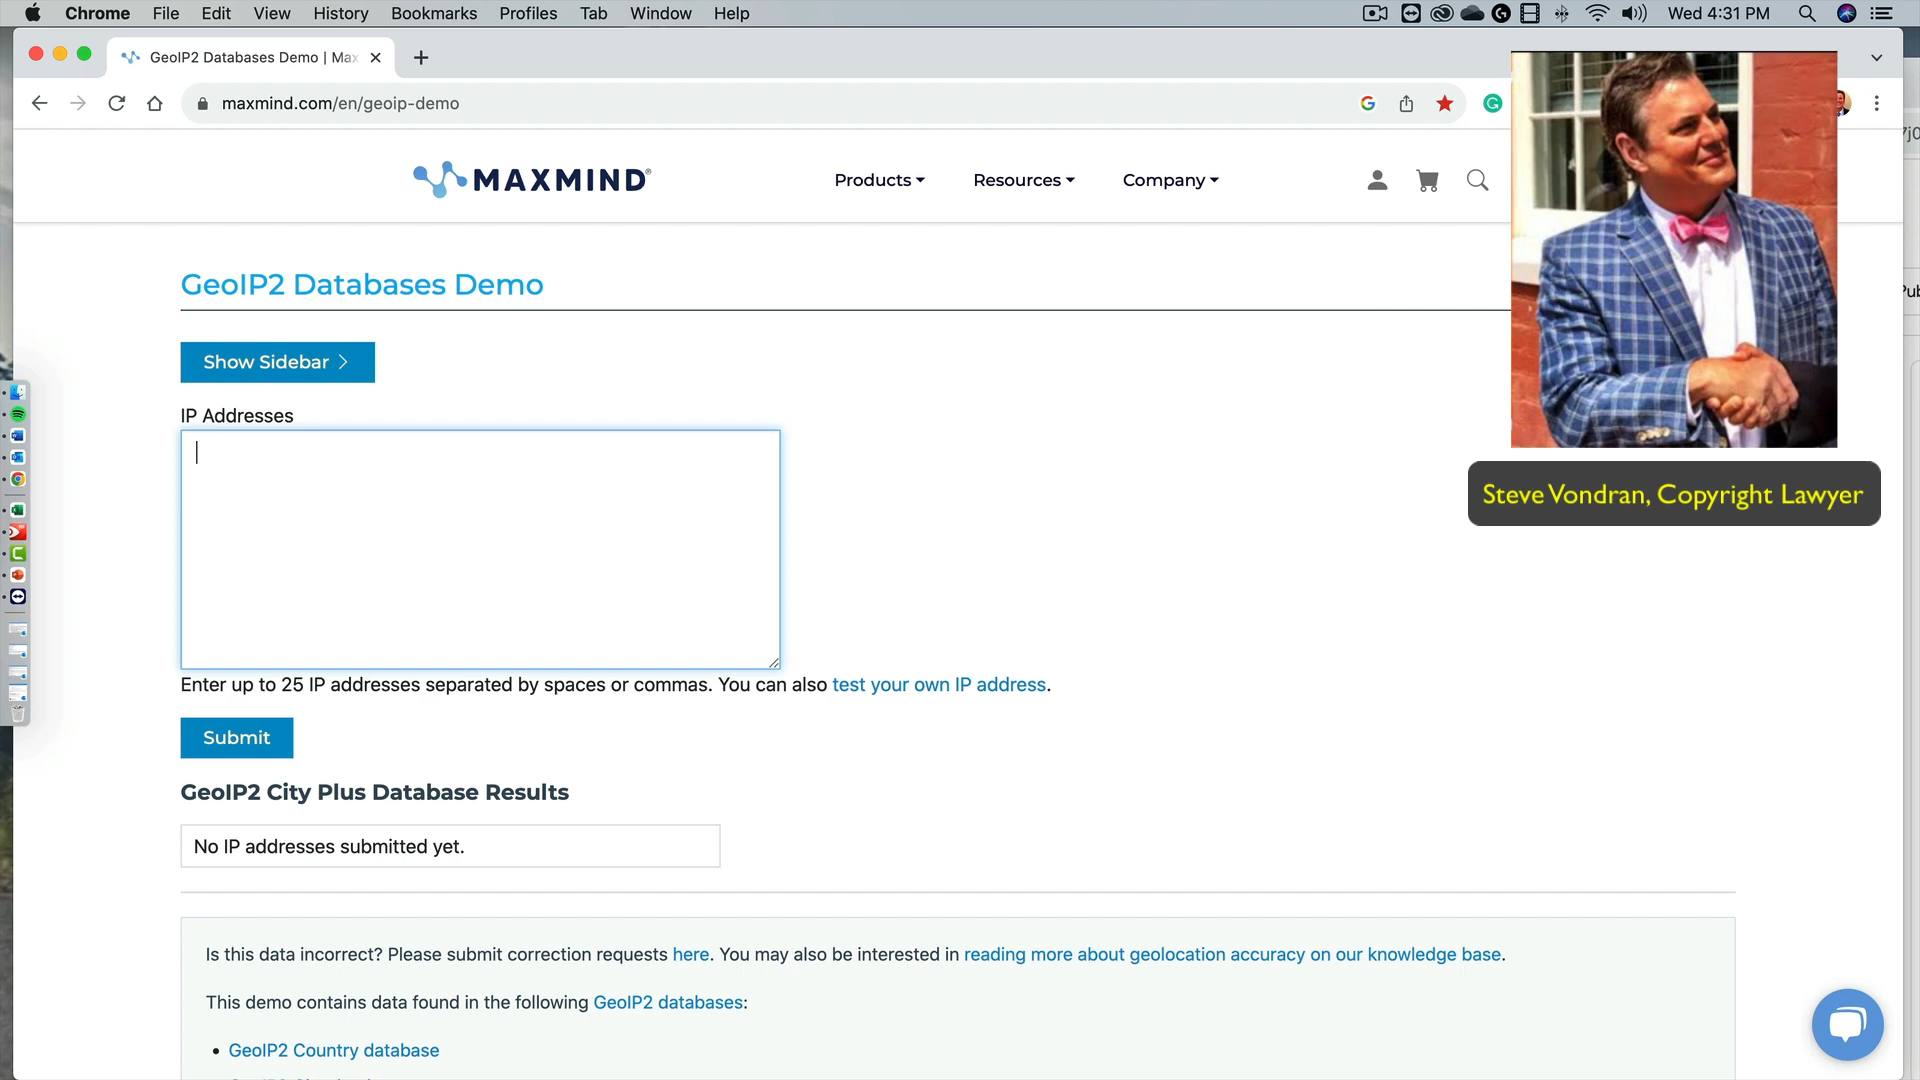 Chrome File Edit View History Bookmarks Profiles Tab Window Help Wed 4:31 PM
GeoIP2 Databases Demo | Max
maxmind.com/en/geoip-demo
MAXMIND
Products Resources Company
GeoIP2 Databases Demo
Show Sidebar
IP Addresses
Steve Vondran, Copyright Lawyer
Enter up to 25 IP addresses separated by spaces or commas. You can also test your own IP address.
Submit
GeoIP2 City Plus Database Results
No IP addresses submitted yet.
Is this data incorrect? Please submit correction requests here. You may also be interested in reading more about geolocation accuracy on our knowledge base.
This demo contains data found in the following GeoIP2 databases:
• GeoIP2 Country database